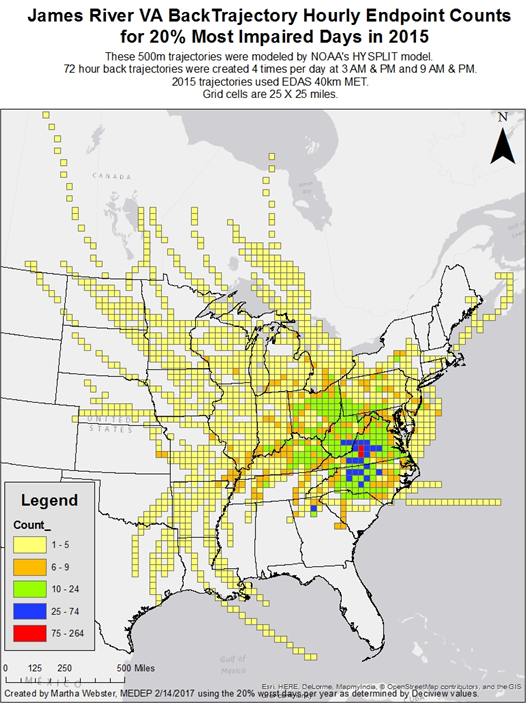 James River VA BackTrajectory Hourly Endpoint Counts
for 20% Most Impaired Days in 2015
These 500m trajectories were modeled by NOAA's HYSPLIT model.
72 hour back trajectories were created 4 times per day at 3 AM & PM and 9 AM & PM.
2015 trajectories used EDAS 40km MET.
Grid cells are 25 X 25 miles.
N
CANADA
UNITED
STATES
Legend
Count_
1 - 5
6 - 9
10 - 24
25 - 74
75 - 264
0 125 250 500 Miles
MEXICO
Gulf of
Mexico
Esri, HERE, DeLorme, MapmyIndia, © OpenStreetMap contributors, and the GIS
Created by Martha Webster, MEDEP 2/14/2017 using the 20% worst days per year as determined by Deciview values.